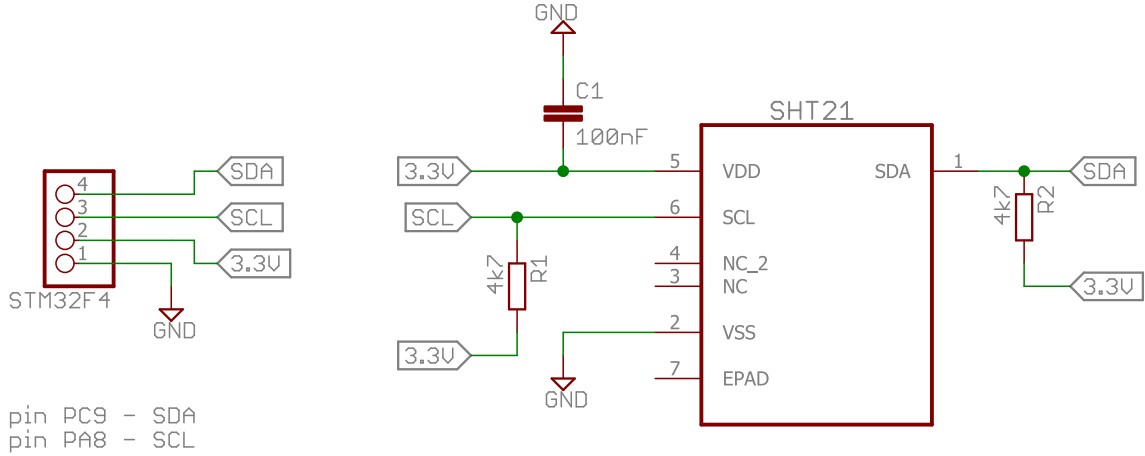 GND
C1
100nF
SHT21
3.3V
5
VDD
SDA
1
SDA
4
SDA
3
SCL
2
3.3V
1
STM32F4
GND
SCL
6
SCL
4k7
R2
3.3V
4k7
R1
4
NC_2
3
NC
3.3V
2
VSS
GND
7
EPAD
pin PC9 - SDA
pin PA8 - SCL